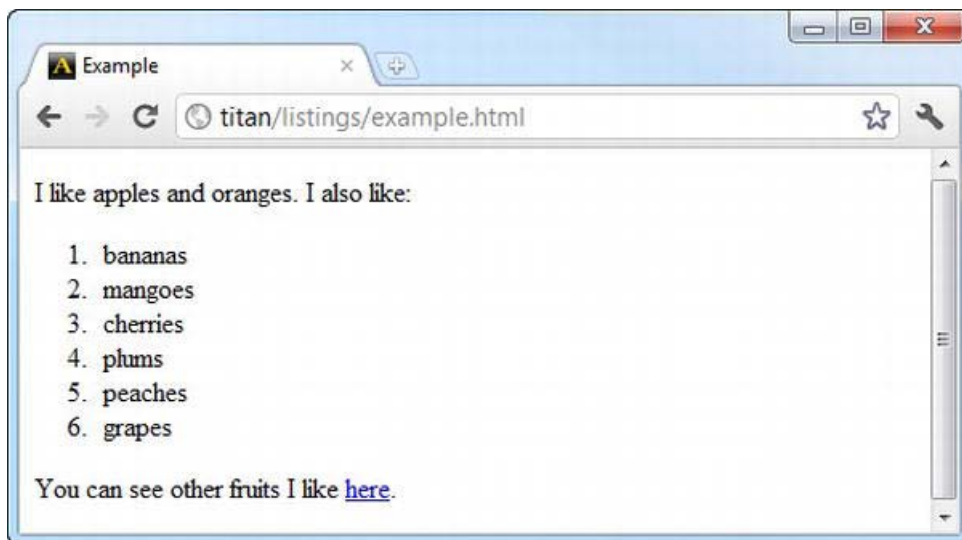 A Example
titan/listings/example.html
I like apples and oranges. I also like:
1. bananas
2. mangoes
3. cherries
4. plums
5. peaches
6. grapes
You can see other fruits I like here.